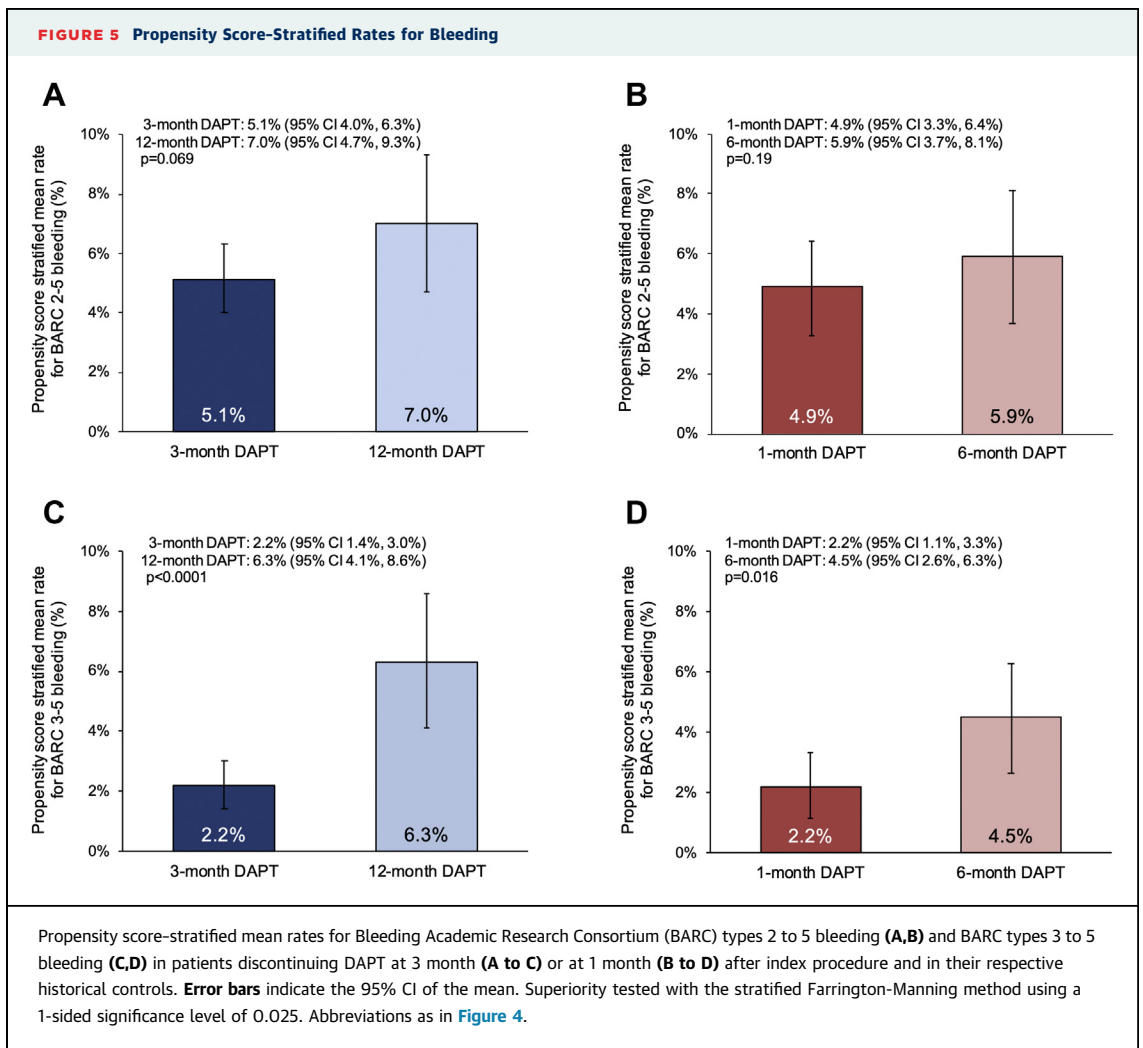 FIGURE 5 Propensity Score–Stratified Rates for Bleeding
A
3-month DAPT: 5.1% (95% CI 4.0%, 6.3%)
12-month DAPT: 7.0% (95% CI 4.7%, 9.3%)
p=0.069
Propensity score stratified mean rate
for BARC 2-5 bleeding (%)
10%
8%
6%
4%
2%
0%
5.1%
7.0%
3-month DAPT
12-month DAPT
B
1-month DAPT: 4.9% (95% CI 3.3%, 6.4%)
6-month DAPT: 5.9% (95% CI 3.7%, 8.1%)
p=0.19
Propensity score stratified mean rate
for BARC 2-5 bleeding (%)
10%
8%
6%
4%
2%
0%
4.9%
5.9%
1-month DAPT
6-month DAPT
C
3-month DAPT: 2.2% (95% CI 1.4%, 3.0%)
12-month DAPT: 6.3% (95% CI 4.1%, 8.6%)
p<0.0001
Propensity score stratified mean rate
for BARC 3-5 bleeding (%)
10%
8%
6%
4%
2%
0%
2.2%
6.3%
3-month DAPT
12-month DAPT
D
1-month DAPT: 2.2% (95% CI 1.1%, 3.3%)
6-month DAPT: 4.5% (95% CI 2.6%, 6.3%)
p=0.016
Propensity score stratified mean rate
for BARC 3-5 bleeding (%)
10%
8%
6%
4%
2%
0%
2.2%
4.5%
1-month DAPT
6-month DAPT
Propensity score–stratified mean rates for Bleeding Academic Research Consortium (BARC) types 2 to 5 bleeding (A,B) and BARC types 3 to 5
bleeding (C,D) in patients discontinuing DAPT at 3 month (A to C) or at 1 month (B to D) after index procedure and in their respective
historical controls. Error bars indicate the 95% CI of the mean. Superiority tested with the stratified Farrington-Manning method using a
1-sided significance level of 0.025. Abbreviations as in Figure 4.